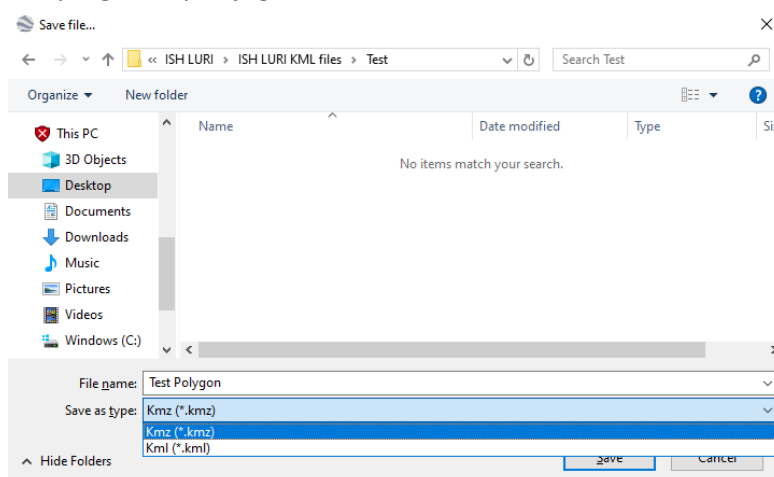 Save file...
« ISH LURI > ISH LURI KML files > Test
Search Test
Organize
New folder
Name
Date modified
Type
Si
This PC
3D Objects
Desktop
Documents
Downloads
Music
Pictures
Videos
Windows (C:)
No items match your search.
File name: Test Polygon
Save as type: Kmz (*.kmz)
Kmz (*.kmz)
Kml (*.kml)
Hide Folders
Save
Cancel